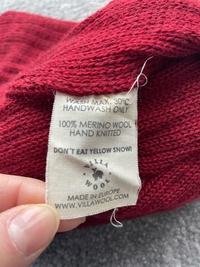 WASH MAX. 30°C
HANDWASH ONLY
100% MERINO WOOL
HAND KNITTED
DON'T EAT YELLOW SNOW!
VILLA
WOOL
MADE IN EUROPE
WWW.VILLAWOOL.COM